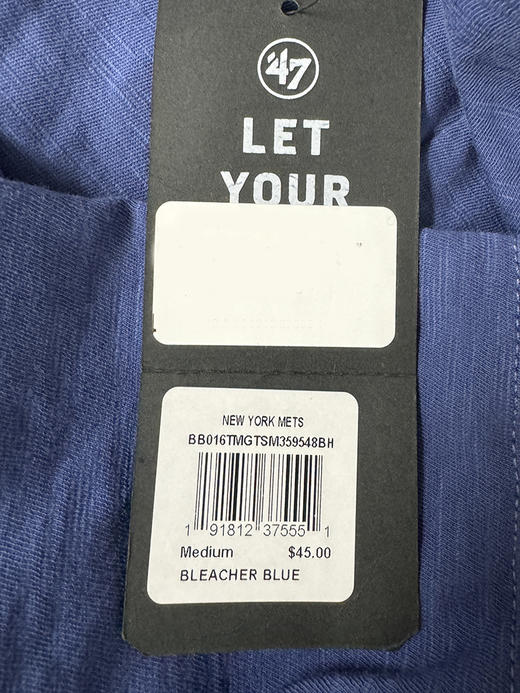 '47
LET
YOUR
NEW YORK METS
BB016TMGTSM359548BH
1 91812 37555 1
Medium $45.00
BLEACHER BLUE